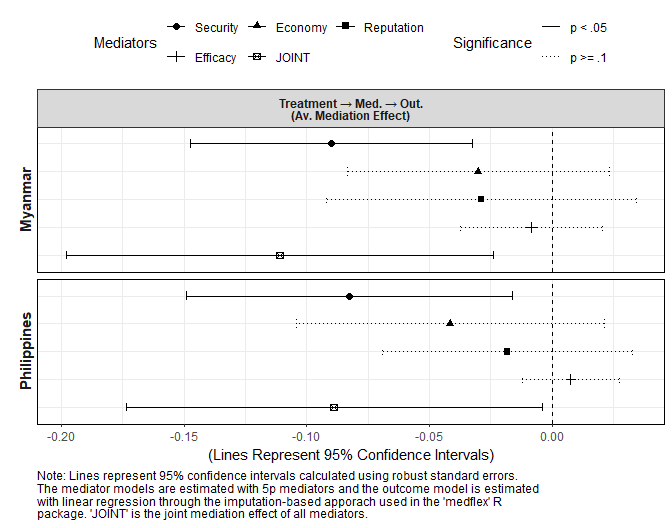 Mediators
Security
Economy
Reputation
Efficacy
JOINT
Significance
p < .05
p >= .1
Treatment → Med. → Out.
(Av. Mediation Effect)
Myanmar
Philippines
-0.20
-0.15
-0.10
-0.05
0.00
(Lines Represent 95% Confidence Intervals)
Note: Lines represent 95% confidence intervals calculated using robust standard errors.
The mediator models are estimated with 5p mediators and the outcome model is estimated
with linear regression through the imputation-based apporach used in the 'medflex' R
package. 'JOINT' is the joint mediation effect of all mediators.